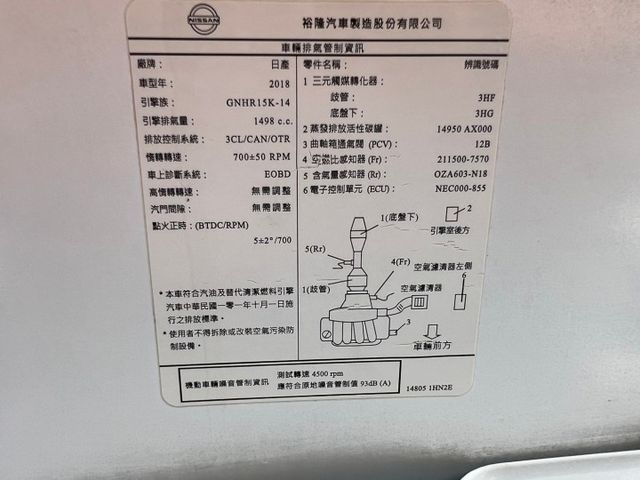 NISSAN
裕隆汽車製造股份有限公司
車輛排氣管制資訊
廠牌： 日產
車型年： 2018
引擎族： GNHR15K-14
引擎排氣量： 1498 c.c.
排放控制系統： 3CL/CAN/OTR
惰轉轉速： 700±50 RPM
車上診斷系統： EOBD
高惰轉轉速： 無需調整
汽門間隙： 無需調整
點火正時： (BTDC/RPM)
5±2°/700
*本車符合汽油及替代清潔燃料引擎
汽車中華民國一零一年十月一日施
行之排放標準。
*使用者不得拆除或改裝空氣污染防
制設備。
零件名稱： 辨識號碼
1 三元觸媒轉化器：
歧管： 3HF
底盤下： 3HG
2 蒸發排放活性碳罐： 14950 AX000
3 曲軸箱通氣閥 (PCV)： 12B
4 空燃比感知器 (Fr)： 211500-7570
5 含氧量感知器 (Rr)： OZA603-N18
6 電子控制單元 (ECU)： NEC000-855
1(底盤下)
2
引擎室後方
5(Rr)
4(Fr)
空氣濾清器左側
1(歧管)
空氣濾清器
6
3
車輛前方
機動車輛噪音管制資訊
測試轉速 4500 rpm
應符合原地噪音管制值 93dB (A)
14805 1HN2E